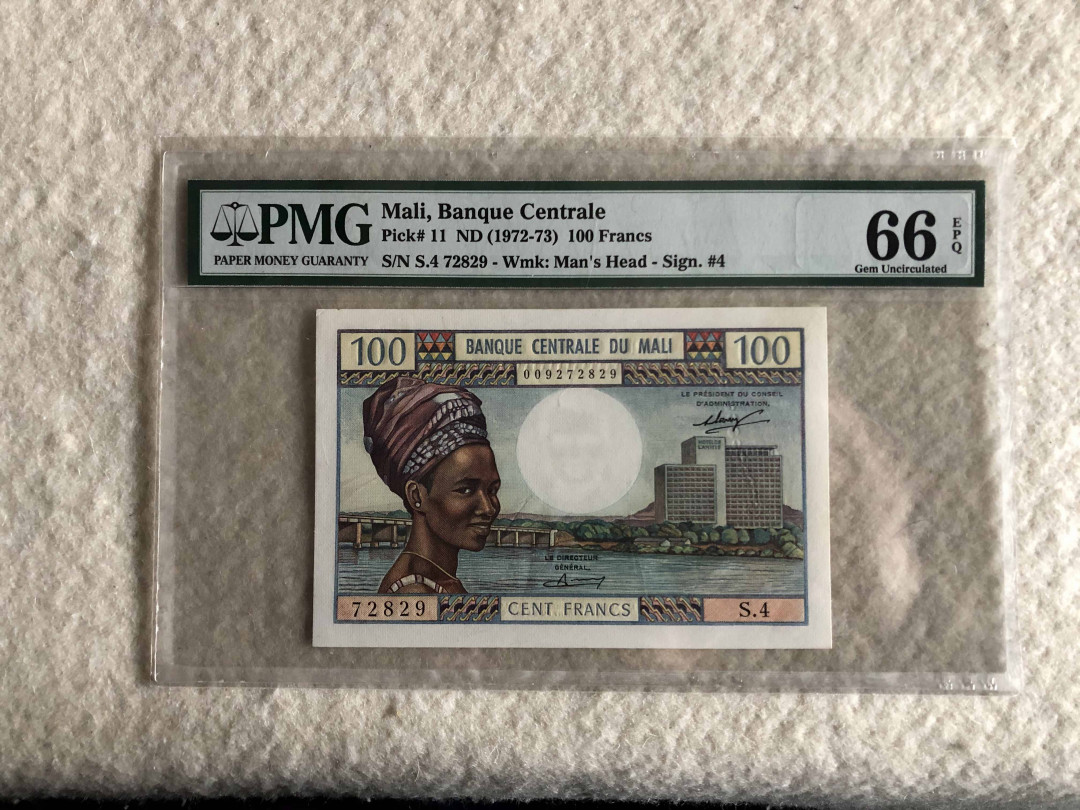 PMG
PAPER MONEY GUARANTY
Mali, Banque Centrale
Pick# 11 ND (1972-73) 100 Francs
S/N S.4 72829 - Wmk: Man's Head - Sign. #4
66
EPQ
Gem Uncirculated
100
BANQUE CENTRALE DU MALI
100
009272829
LE PRÉSIDENT DU CONSEIL
D'ADMINISTRATION,
LE DIRECTEUR
GÉNÉRAL,
72829
CENT FRANCS
S.4